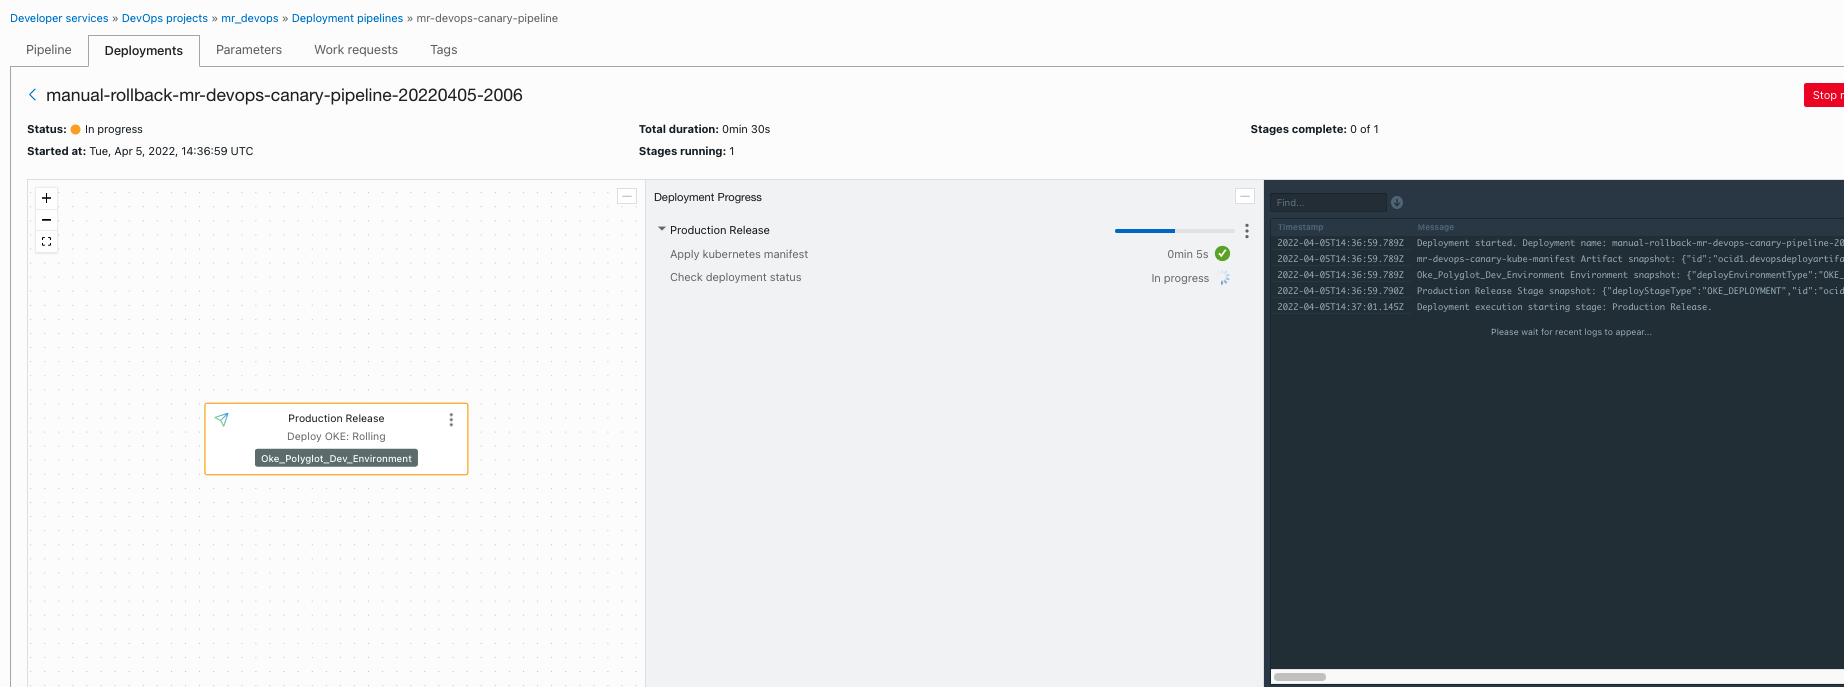 Developer services » DevOps projects » mr_devops » Deployment pipelines » mr-devops-canary-pipeline
Pipeline Deployments Parameters Work requests Tags
manual-rollback-mr-devops-canary-pipeline-20220405-2006
Stop
Status: In progress
Total duration: 0min 30s
Stages complete: 0 of 1
Started at: Tue, Apr 5, 2022, 14:36:59 UTC
Stages running: 1
Production Release
Deploy OKE: Rolling
Oke_Polyglot_Dev_Environment
Deployment Progress
Production Release
Apply kubernetes manifest 0min 5s
Check deployment status In progress
Find...
Timestamp Message
2022-04-05T14:36:59.789Z Deployment started. Deployment name: manual-rollback-mr-devops-canary-pipeline-20
2022-04-05T14:36:59.789Z mr-devops-canary-kube-manifest Artifact snapshot: {"id":"ocid1.devopsdeployartifa
2022-04-05T14:36:59.789Z Oke_Polyglot_Dev_Environment Environment snapshot: {"deployEnvironmentType":"OKE_
2022-04-05T14:36:59.790Z Production Release Stage snapshot: {"deployStageType":"OKE_DEPLOYMENT","id":"ocid
2022-04-05T14:37:01.145Z Deployment execution starting stage: Production Release.
Please wait for recent logs to appear...